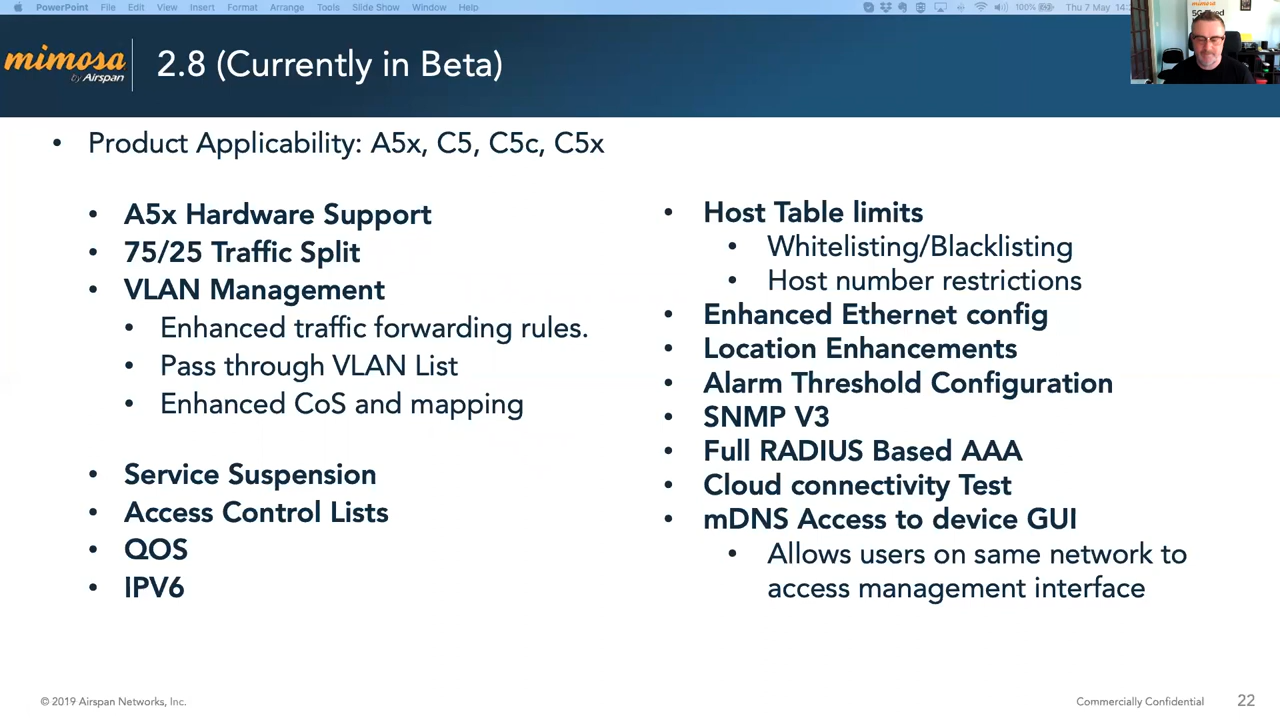 PowerPoint File Edit View Insert Format Arrange Tools Slide Show Window Help 100% Thu 7 May
mimosa
by Airspan
2.8 (Currently in Beta)
• Product Applicability: A5x, C5, C5c, C5x
• A5x Hardware Support
• 75/25 Traffic Split
• VLAN Management
• Enhanced traffic forwarding rules.
• Pass through VLAN List
• Enhanced CoS and mapping
• Service Suspension
• Access Control Lists
• QOS
• IPV6
• Host Table limits
• Whitelisting/Blacklisting
• Host number restrictions
• Enhanced Ethernet config
• Location Enhancements
• Alarm Threshold Configuration
• SNMP V3
• Full RADIUS Based AAA
• Cloud connectivity Test
• mDNS Access to device GUI
• Allows users on same network to
access management interface
© 2019 Airspan Networks, Inc.
Commercially Confidential 22